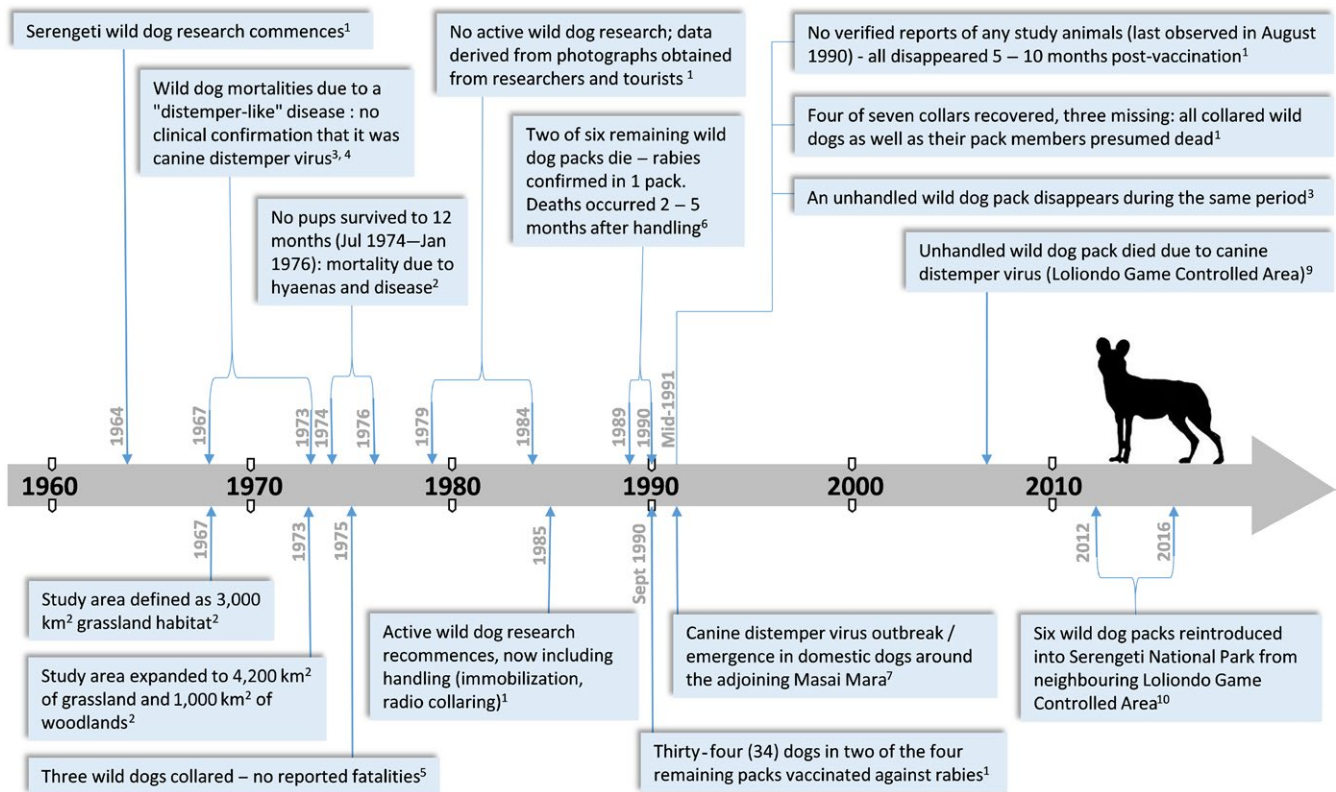 Serengeti wild dog research commences¹
Wild dog mortalities due to a
"distemper-like" disease : no
clinical confirmation that it was
canine distemper virus³, ⁴
No pups survived to 12
months (Jul 1974—Jan
1976): mortality due to
hyaenas and disease²
No active wild dog research; data
derived from photographs obtained
from researchers and tourists ¹
Two of six remaining wild
dog packs die – rabies
confirmed in 1 pack.
Deaths occurred 2 – 5
months after handling⁶
No verified reports of any study animals (last observed in August
1990) - all disappeared 5 – 10 months post-vaccination¹
Four of seven collars recovered, three missing: all collared wild
dogs as well as their pack members presumed dead¹
An unhandled wild dog pack disappears during the same period³
Unhandled wild dog pack died due to canine
distemper virus (Loliondo Game Controlled Area)⁹
1964
1967
1973
1974
1976
1979
1984
1989
1990
Mid-1991
1960
1970
1980
1990
2000
2010
1967
1973
1975
1985
Sept 1990
2012
2016
Study area defined as 3,000
km² grassland habitat²
Study area expanded to 4,200 km²
of grassland and 1,000 km² of
woodlands²
Three wild dogs collared – no reported fatalities⁵
Active wild dog research
recommences, now including
handling (immobilization,
radio collaring)¹
Canine distemper virus outbreak /
emergence in domestic dogs around
the adjoining Masai Mara⁷
Thirty-four (34) dogs in two of the four
remaining packs vaccinated against rabies¹
Six wild dog packs reintroduced
into Serengeti National Park from
neighbouring Loliondo Game
Controlled Area¹⁰